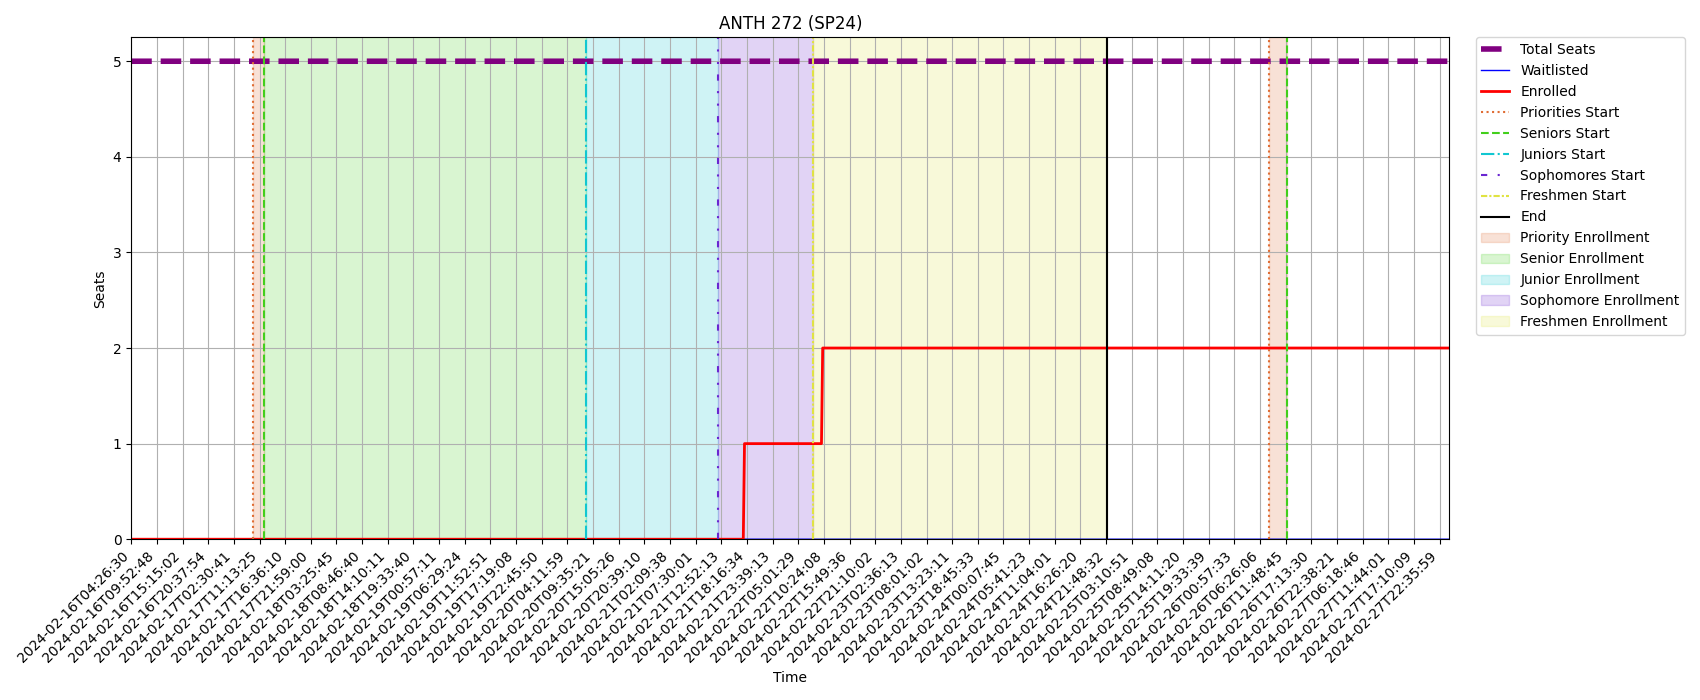 ANTH 272 (SP24)
Seats
5
4
3
2
1
0
2024-02-16T04:26:30
2024-02-16T09:52:48
2024-02-16T15:15:02
2024-02-16T20:37:54
2024-02-17T02:30:41
2024-02-17T11:13:25
2024-02-17T16:36:10
2024-02-17T21:59:00
2024-02-18T03:25:45
2024-02-18T08:46:40
2024-02-18T14:10:11
2024-02-18T19:33:40
2024-02-19T00:57:11
2024-02-19T06:29:24
2024-02-19T11:52:51
2024-02-19T17:19:08
2024-02-19T22:45:50
2024-02-20T04:11:59
2024-02-20T09:35:21
2024-02-20T15:05:26
2024-02-20T20:39:10
2024-02-21T02:09:38
2024-02-21T07:30:01
2024-02-21T12:52:13
2024-02-21T18:16:34
2024-02-21T23:39:13
2024-02-22T05:01:29
2024-02-22T10:24:08
2024-02-22T15:49:36
2024-02-22T21:10:02
2024-02-23T02:36:13
2024-02-23T08:01:02
2024-02-23T13:23:11
2024-02-23T18:45:33
2024-02-24T00:07:45
2024-02-24T05:41:23
2024-02-24T11:04:01
2024-02-24T16:26:20
2024-02-24T21:48:32
2024-02-25T03:10:51
2024-02-25T08:49:08
2024-02-25T14:11:20
2024-02-25T19:33:39
2024-02-26T00:57:33
2024-02-26T06:26:06
2024-02-26T11:48:45
2024-02-26T17:13:30
2024-02-26T22:38:21
2024-02-27T06:18:46
2024-02-27T11:44:01
2024-02-27T17:10:09
2024-02-27T22:35:59
Time
Total Seats
Waitlisted
Enrolled
Priorities Start
Seniors Start
Juniors Start
Sophomores Start
Freshmen Start
End
Priority Enrollment
Senior Enrollment
Junior Enrollment
Sophomore Enrollment
Freshmen Enrollment